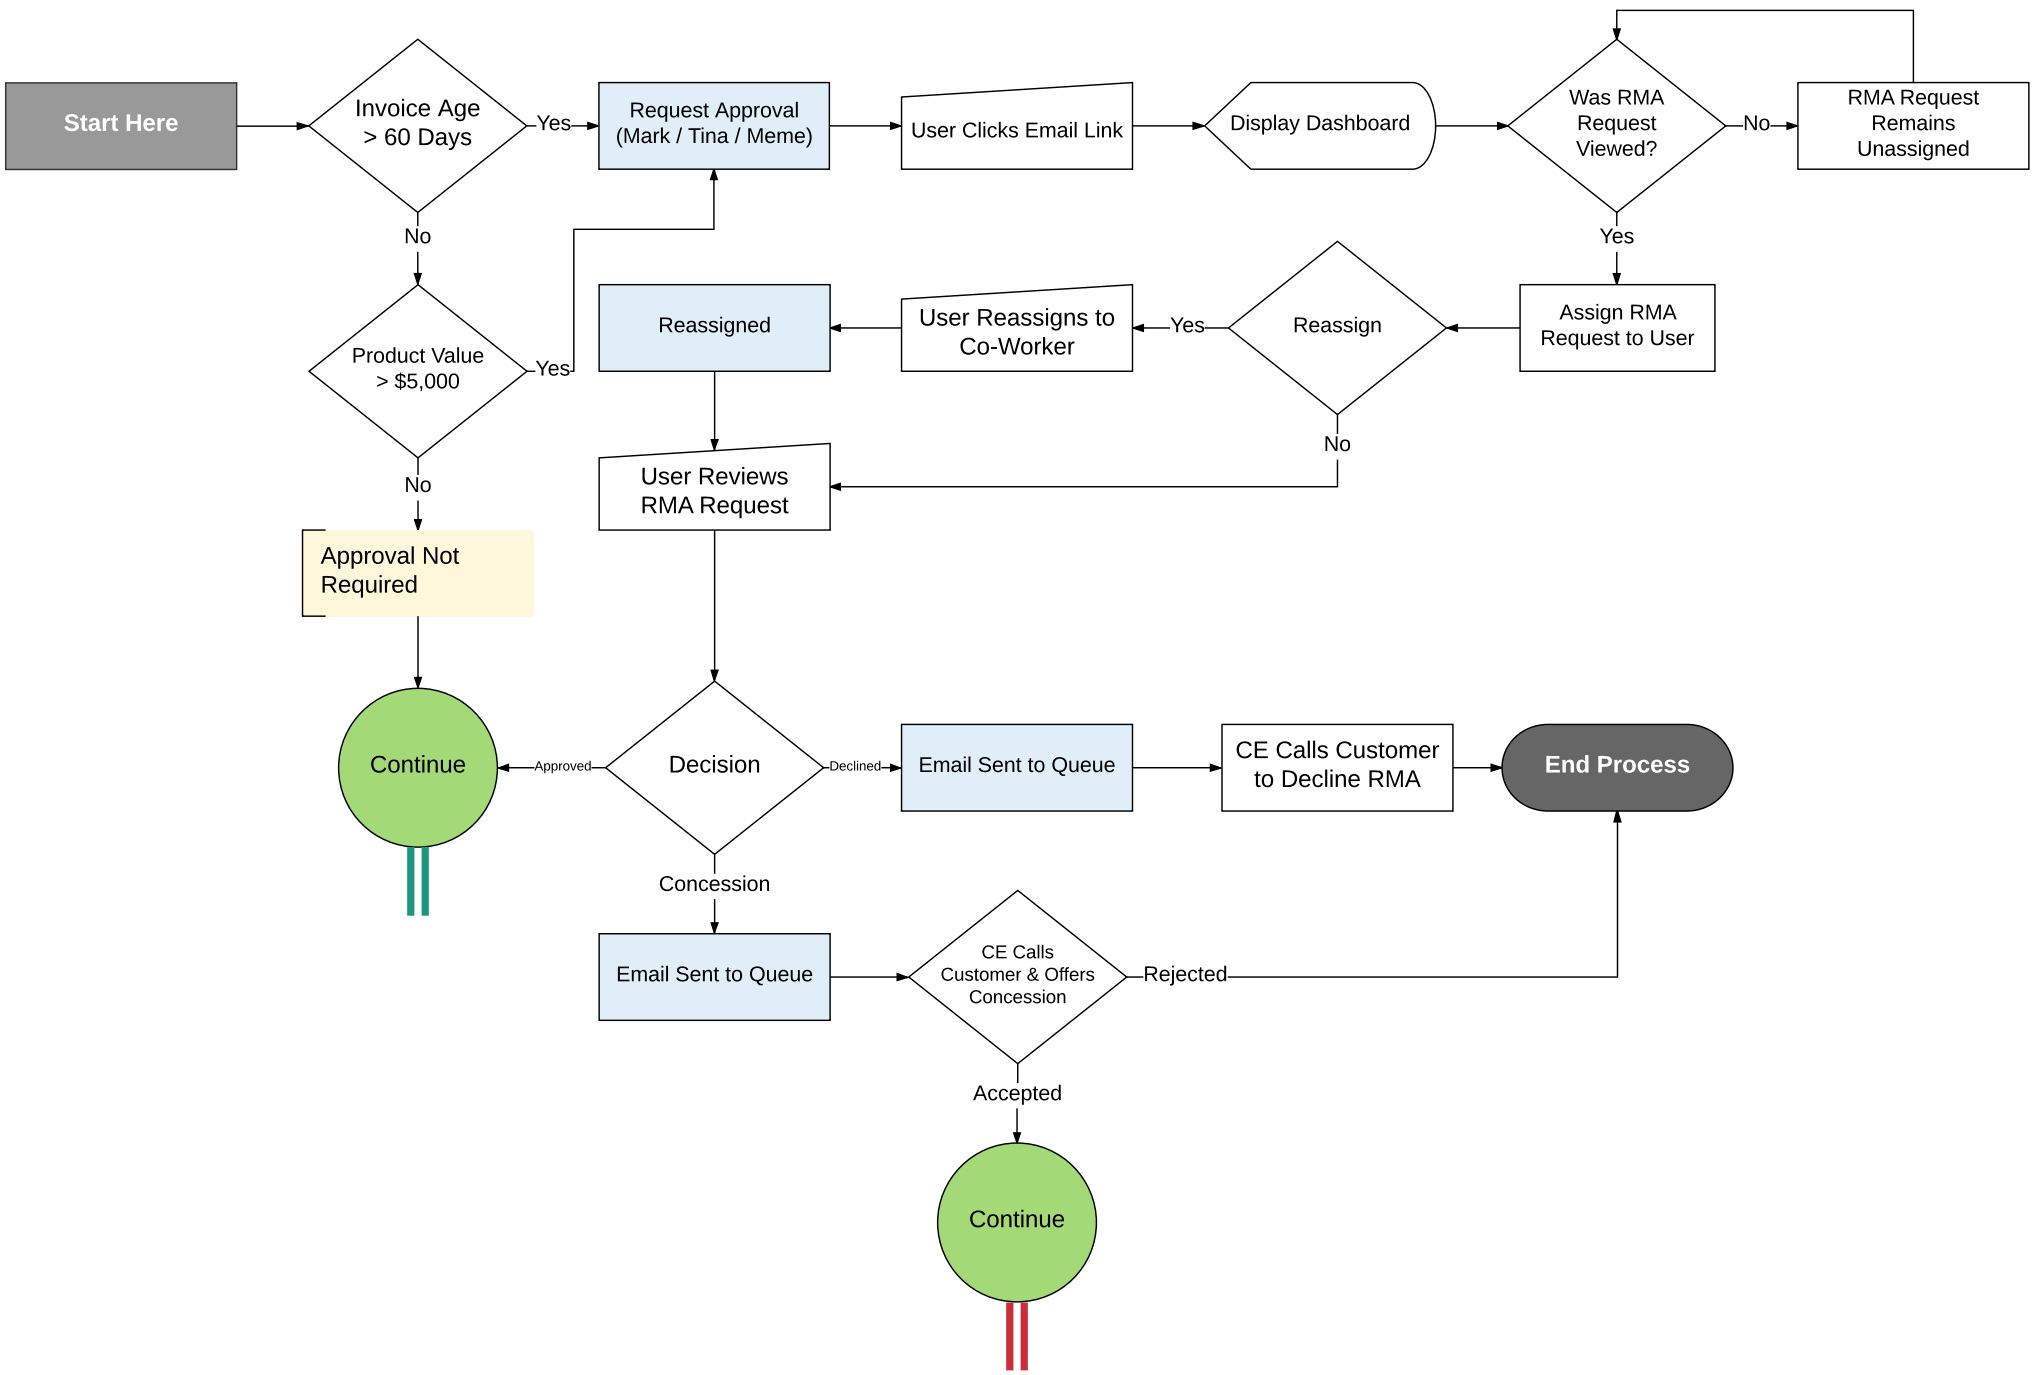 Start Here
Invoice Age
> 60 Days
Yes
Request Approval
(Mark / Tina / Meme)
User Clicks Email Link
Display Dashboard
Was RMA
Request
Viewed?
No
RMA Request
Remains
Unassigned
No
Yes
Product Value
> $5,000
Yes
Reassigned
User Reassigns to
Co-Worker
Yes
Reassign
Assign RMA
Request to User
No
No
User Reviews
RMA Request
Approval Not
Required
Continue
Approved
Decision
Declined
Email Sent to Queue
CE Calls Customer
to Decline RMA
End Process
Concession
Email Sent to Queue
CE Calls
Customer & Offers
Concession
Rejected
Accepted
Continue